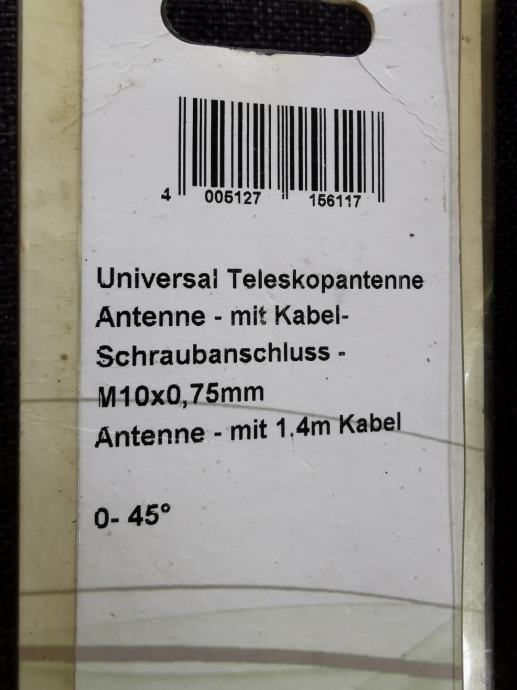 4 005127 156117
Universal Teleskopantenne
Antenne - mit Kabel-
Schraubanschluss -
M10x0,75mm
Antenne - mit 1.4m Kabel
0- 45°